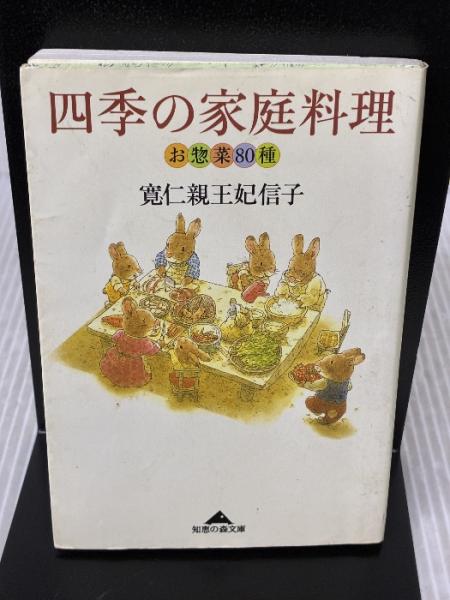 四季の家庭料理
お惣菜80種
寛仁親王妃信子
知恵の森文庫